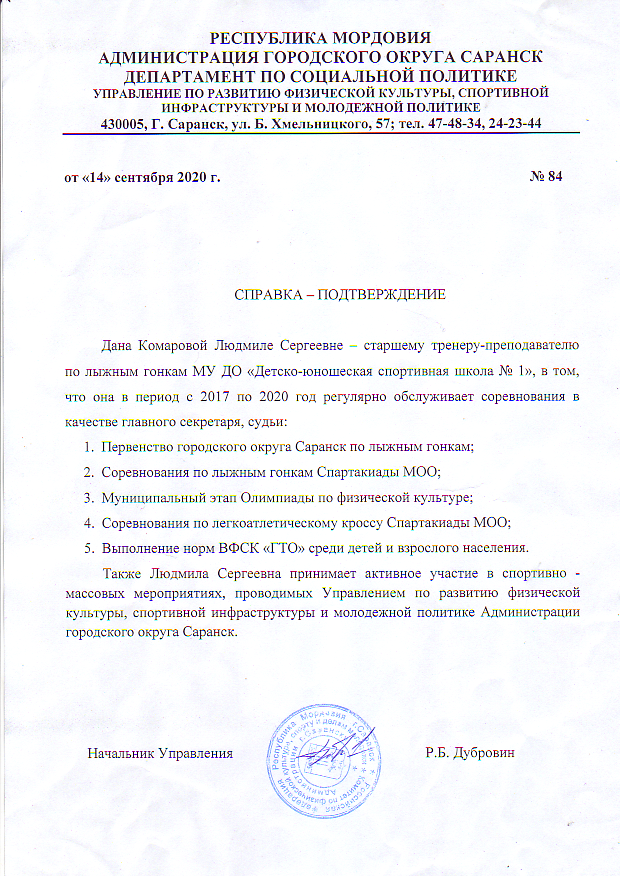 РЕСПУБЛИКА МОРДОВИЯ
АДМИНИСТРАЦИЯ ГОРОДСКОГО ОКРУГА САРАНСК
ДЕПАРТАМЕНТ ПО СОЦИАЛЬНОЙ ПОЛИТИКЕ
УПРАВЛЕНИЕ ПО РАЗВИТИЮ ФИЗИЧЕСКОЙ КУЛЬТУРЫ, СПОРТИВНОЙ
ИНФРАСТРУКТУРЫ И МОЛОДЕЖНОЙ ПОЛИТИКЕ
430005, Г. Саранск, ул. Б. Хмельницкого, 57; тел. 47-48-34, 24-23-44
от «14» сентября 2020 г. № 84
СПРАВКА – ПОДТВЕРЖДЕНИЕ
Дана Комаровой Людмиле Сергеевне – старшему тренеру-преподавателю
по лыжным гонкам МУ ДО «Детско-юношеская спортивная школа № 1», в том,
что она в период с 2017 по 2020 год регулярно обслуживает соревнования в
качестве главного секретаря, судьи:
1. Первенство городского округа Саранск по лыжным гонкам;
2. Соревнования по лыжным гонкам Спартакиады МОО;
3. Муниципальный этап Олимпиады по физической культуре;
4. Соревнования по легкоатлетическому кроссу Спартакиады МОО;
5. Выполнение норм ВФСК «ГТО» среди детей и взрослого населения.
Также Людмила Сергеевна принимает активное участие в спортивно -
массовых мероприятиях, проводимых Управлением по развитию физической
культуры, спортивной инфраструктуры и молодежной политике Администрации
городского округа Саранск.
Начальник Управления Р.Б. Дубровин
Российская Федерация Республика Мордовия г.Саранск